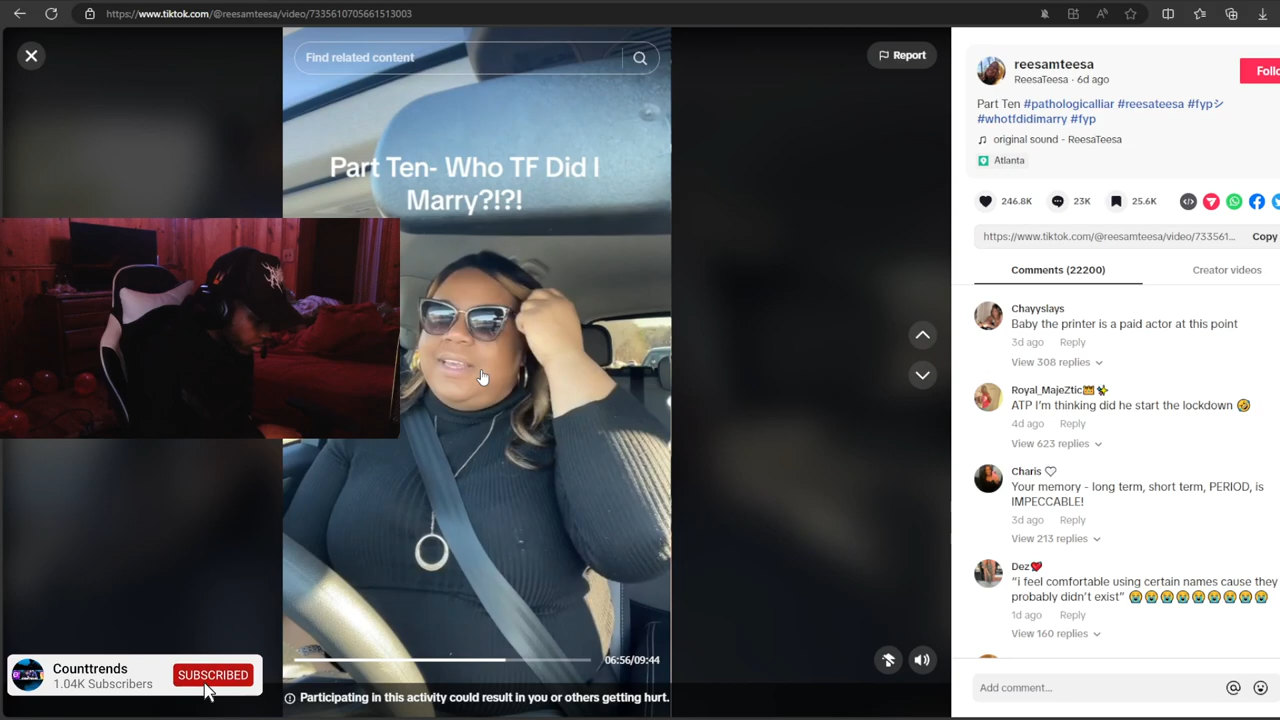 https://www.tiktok.com/@reesamteesa/video/7335610705661513003
Find related content
Report
Part Ten- Who TF Did I
Marry?!?!
06:56/09:44
Participating in this activity could result in you or others getting hurt.
Counttrends
1.04K Subscribers
SUBSCRIBED
reesamteesa
ReesaTeesa · 6d ago
Follo
Part Ten #pathologicalliar #reesateesa #fypシ
#whotfdidimarry #fyp
original sound - ReesaTeesa
Atlanta
246.8K
23K
25.6K
https://www.tiktok.com/@reesamteesa/video/733561...
Copy
Comments (22200)
Creator videos
Chayyslays
Baby the printer is a paid actor at this point
3d ago Reply
View 308 replies
Royal_MajeZtic👑🐝
ATP I'm thinking did he start the lockdown 🤣
4d ago Reply
View 623 replies
Charis ♡
Your memory - long term, short term, PERIOD, is
IMPECCABLE!
3d ago Reply
View 213 replies
Dez❤️
“i feel comfortable using certain names cause they
probably didn't exist” 😭😭😭😭😭😭😭😭😭
1d ago Reply
View 160 replies
Add comment...